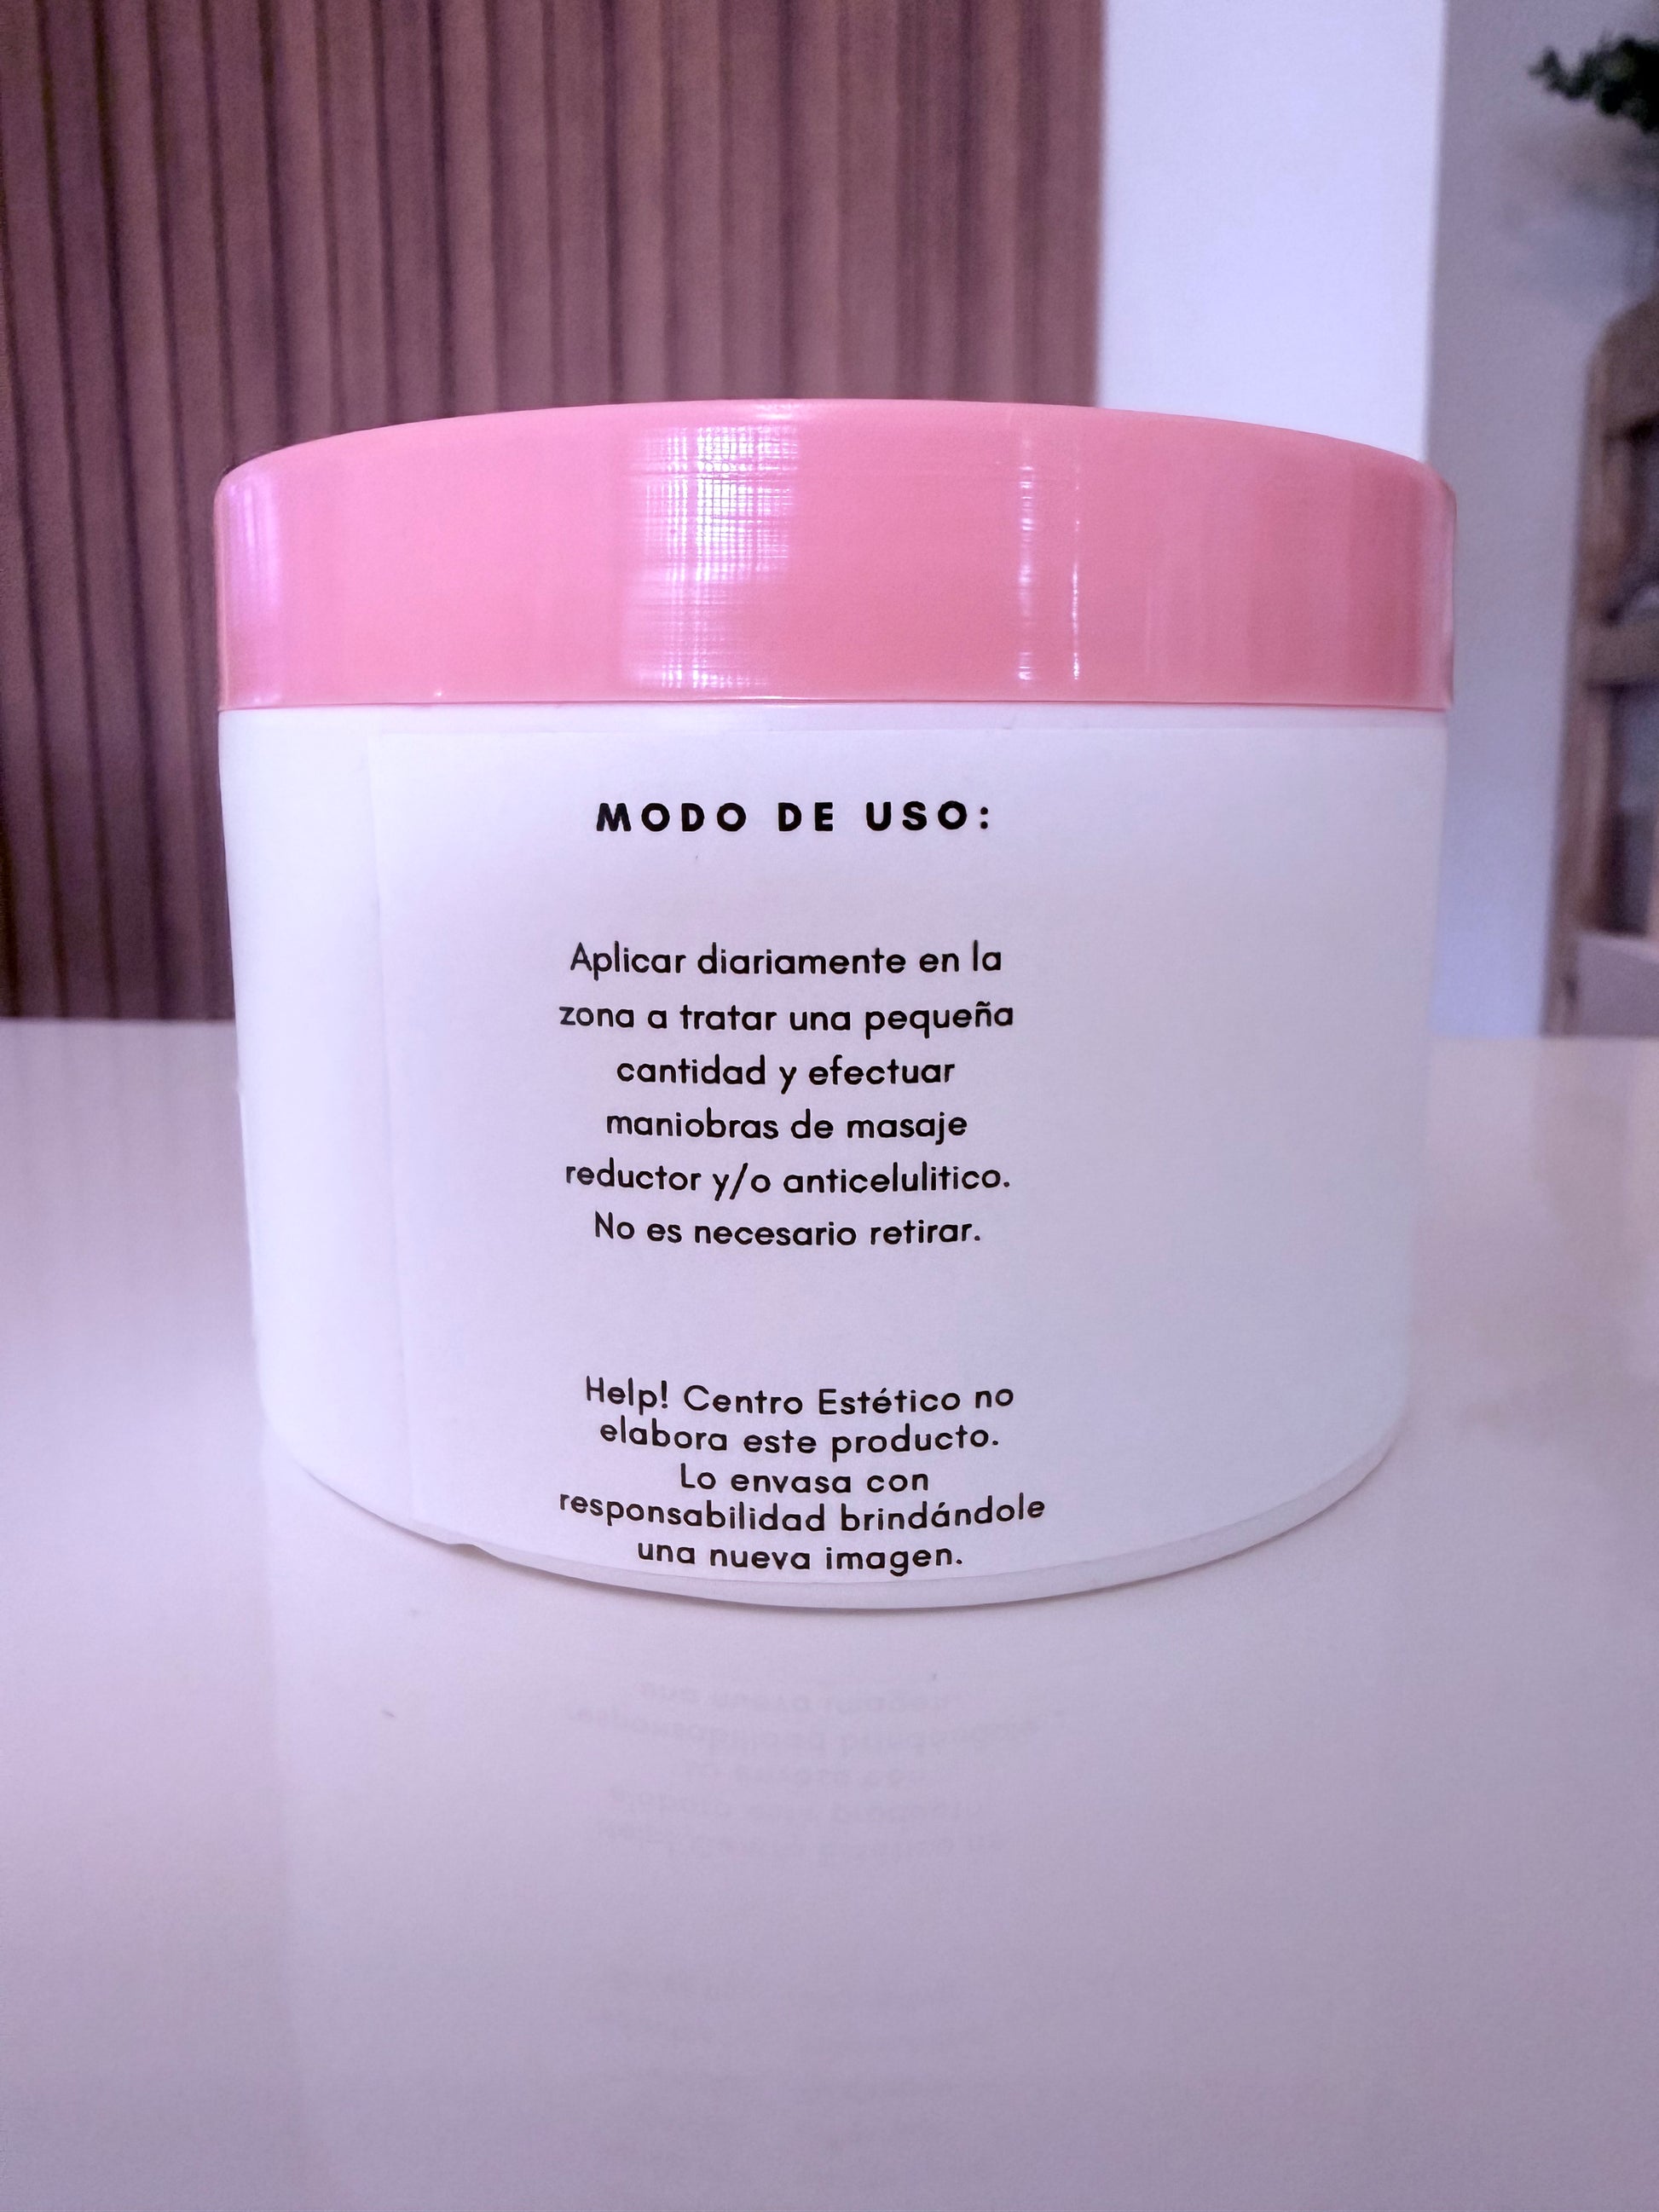 MODO DE USO:
Aplicar diariamente en la
zona a tratar una pequeña
cantidad y efectuar
maniobras de masaje
reductor y/o anticelulitico.
No es necesario retirar.
Help! Centro Estético no
elabora este producto.
Lo envasa con
responsabilidad brindándole
una nueva imagen.